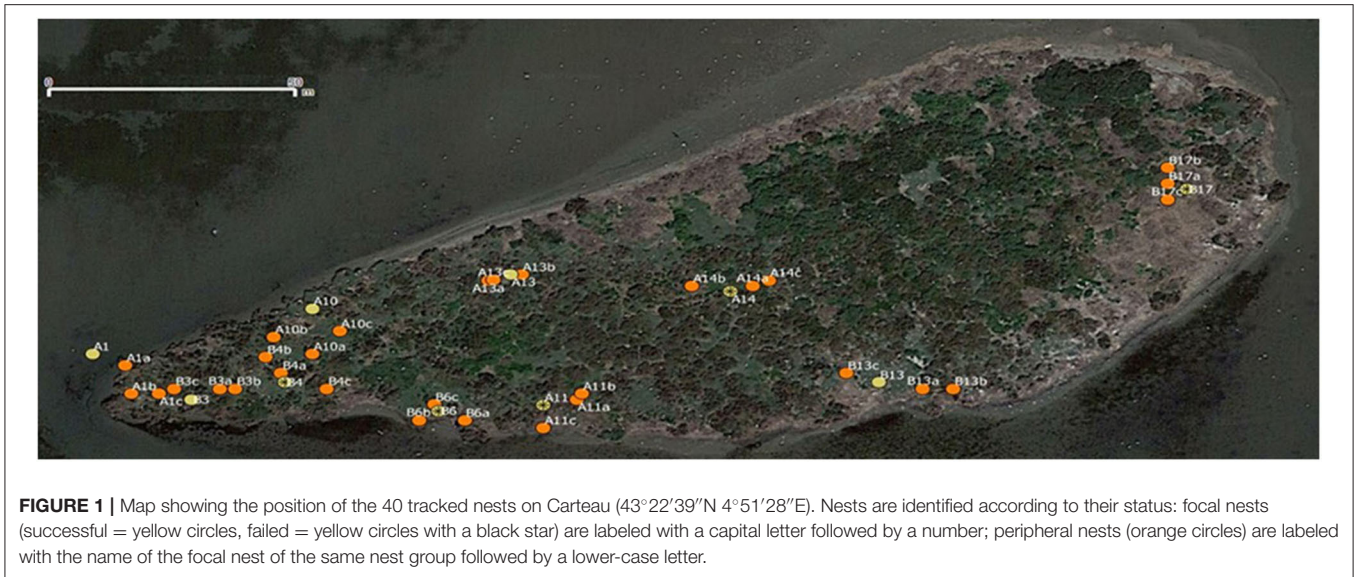 0
50
m
B17b
B17a
B17c
B17
A13c
A13b
A13
A13a
A14b
A14a
A14c
A14
A10
A10c
A10b
A10a
A1
A1a
B4b
B4a
B4
B4c
A1b
B3c
B3a
B3b
A1c
B3
B6c
B6b
B6
B6a
A11
A11b
A11a
A11c
B13c
B13
B13a
B13b
FIGURE 1 | Map showing the position of the 40 tracked nests on Carteau (43°22′39″N 4°51′28″E). Nests are identified according to their status: focal nests
(successful = yellow circles, failed = yellow circles with a black star) are labeled with a capital letter followed by a number; peripheral nests (orange circles) are labeled
with the name of the focal nest of the same nest group followed by a lower-case letter.